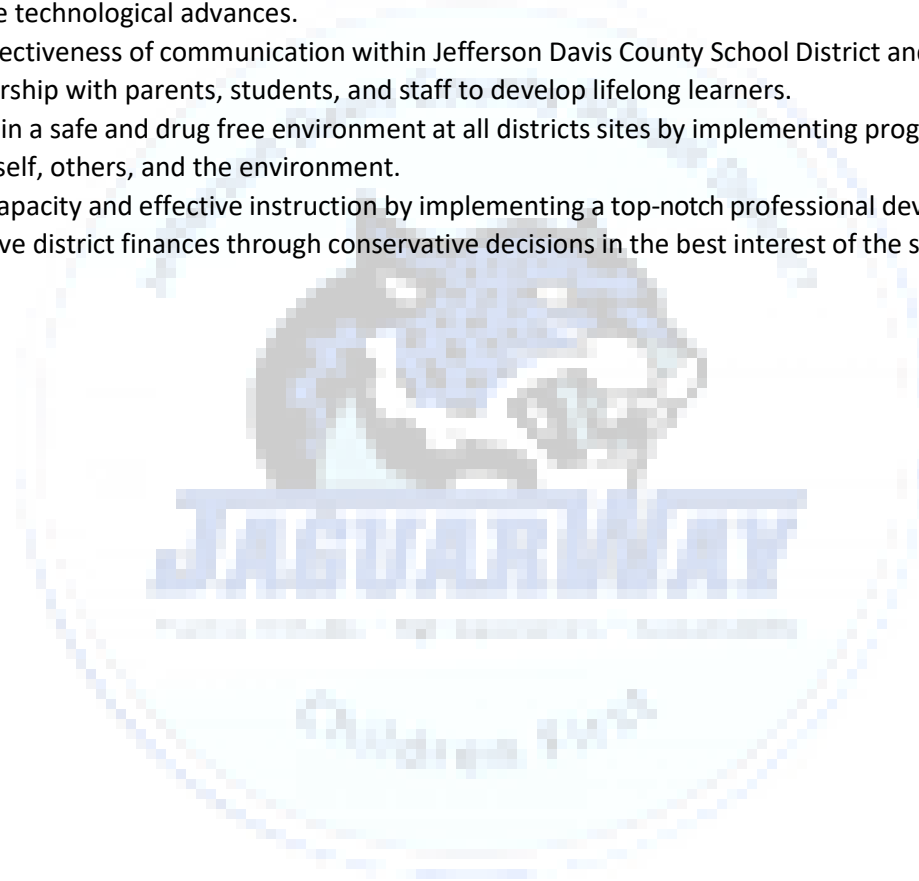 e technological advances.
ectiveness of communication within Jefferson Davis County School District and
rship with parents, students, and staff to develop lifelong learners.
in a safe and drug free environment at all districts sites by implementing prog
self, others, and the environment.
apacity and effective instruction by implementing a top-notch professional dev
ve district finances through conservative decisions in the best interest of the s
JAGUARWAY
Children First